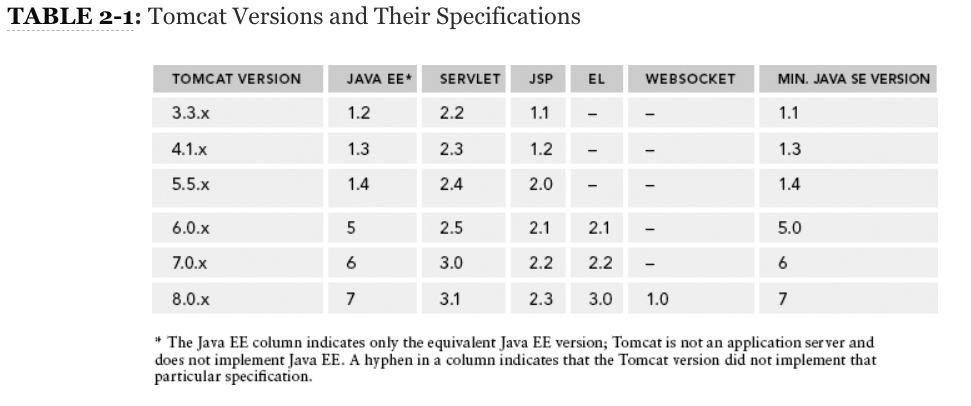 TABLE 2-1: Tomcat Versions and Their Specifications
TOMCAT VERSION JAVA EE* SERVLET JSP EL WEBSOCKET MIN. JAVA SE VERSION
3.3.x 1.2 2.2 1.1 – – 1.1
4.1.x 1.3 2.3 1.2 – – 1.3
5.5.x 1.4 2.4 2.0 – – 1.4
6.0.x 5 2.5 2.1 2.1 – 5.0
7.0.x 6 3.0 2.2 2.2 – 6
8.0.x 7 3.1 2.3 3.0 1.0 7
* The Java EE column indicates only the equivalent Java EE version; Tomcat is not an application server and
does not implement Java EE. A hyphen in a column indicates that the Tomcat version did not implement that
particular specification.